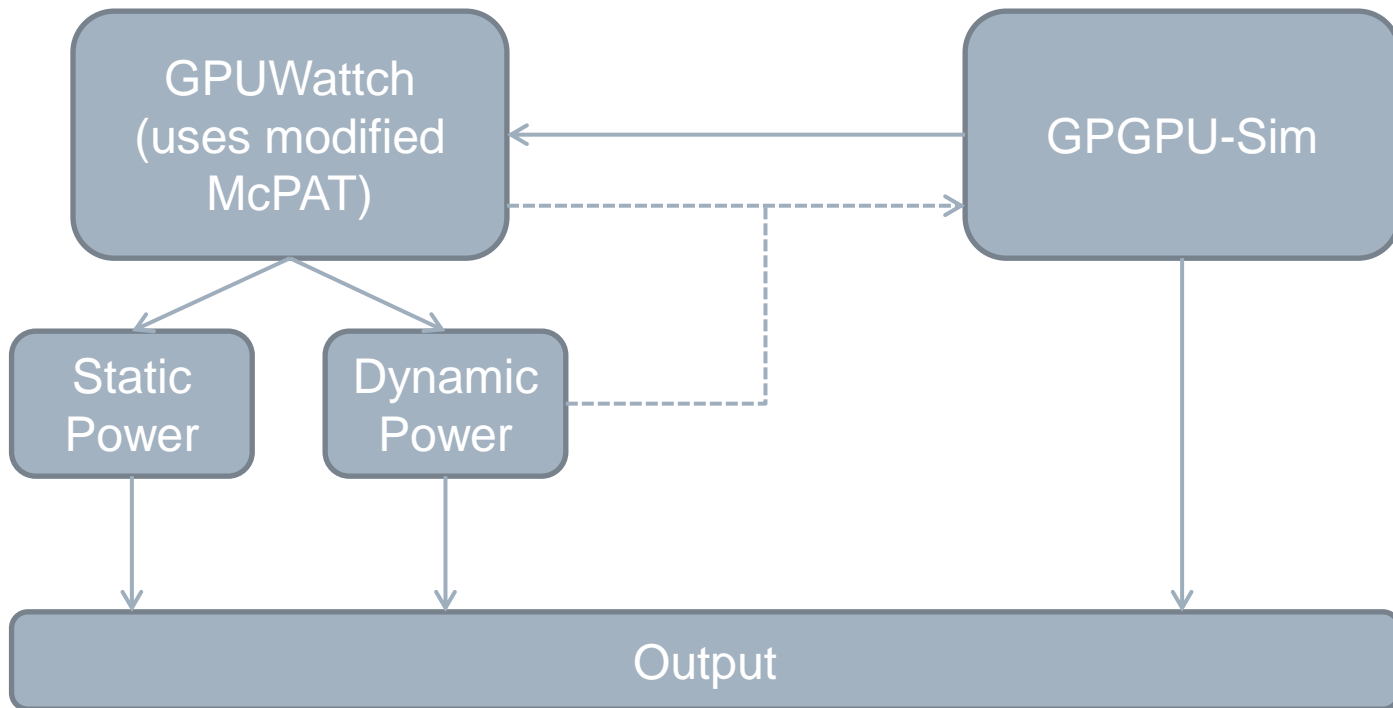 GPUWattch
(uses modified
McPAT)
GPGPU-Sim
Static
Power
Dynamic
Power
Output